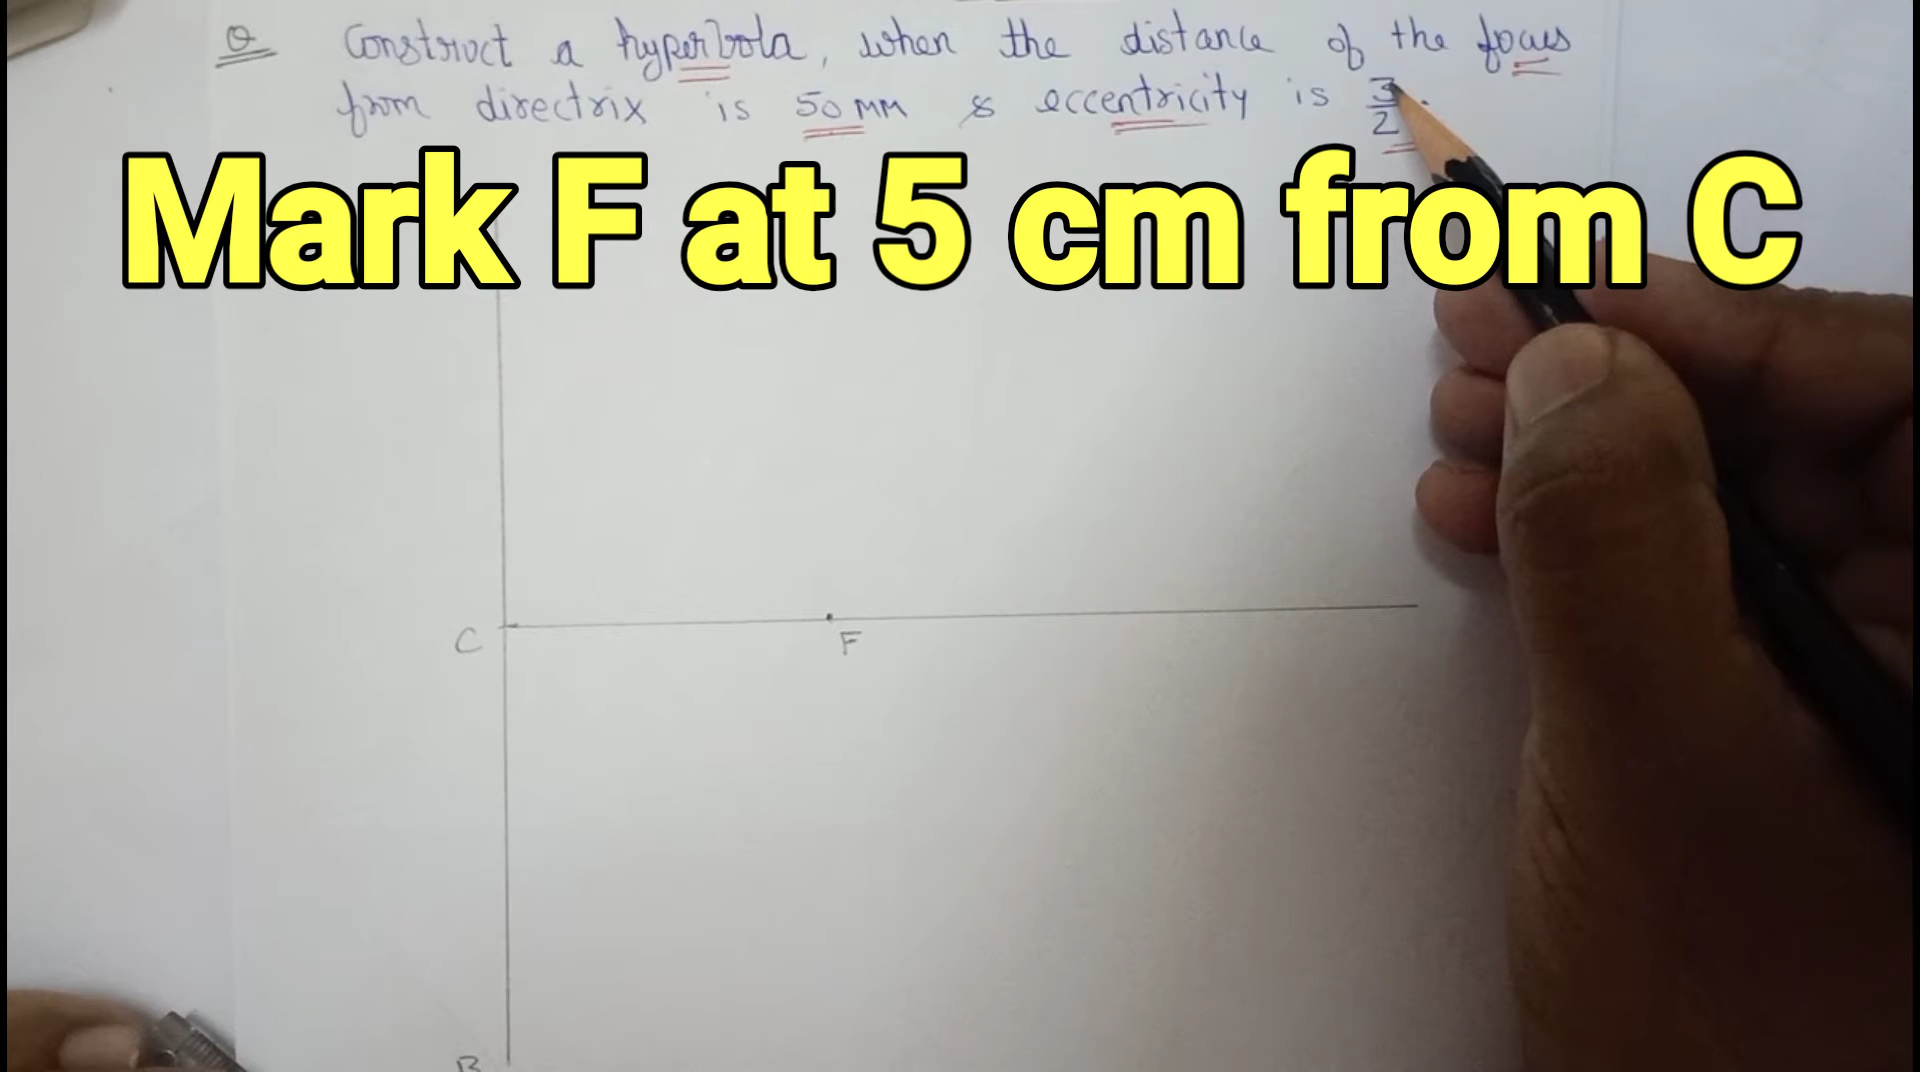 Q Construct a hyperbola, when the distance of the focus
from directrix is 50 MM & eccentricity is 3/2.
Mark F at 5 cm from C
C F
B